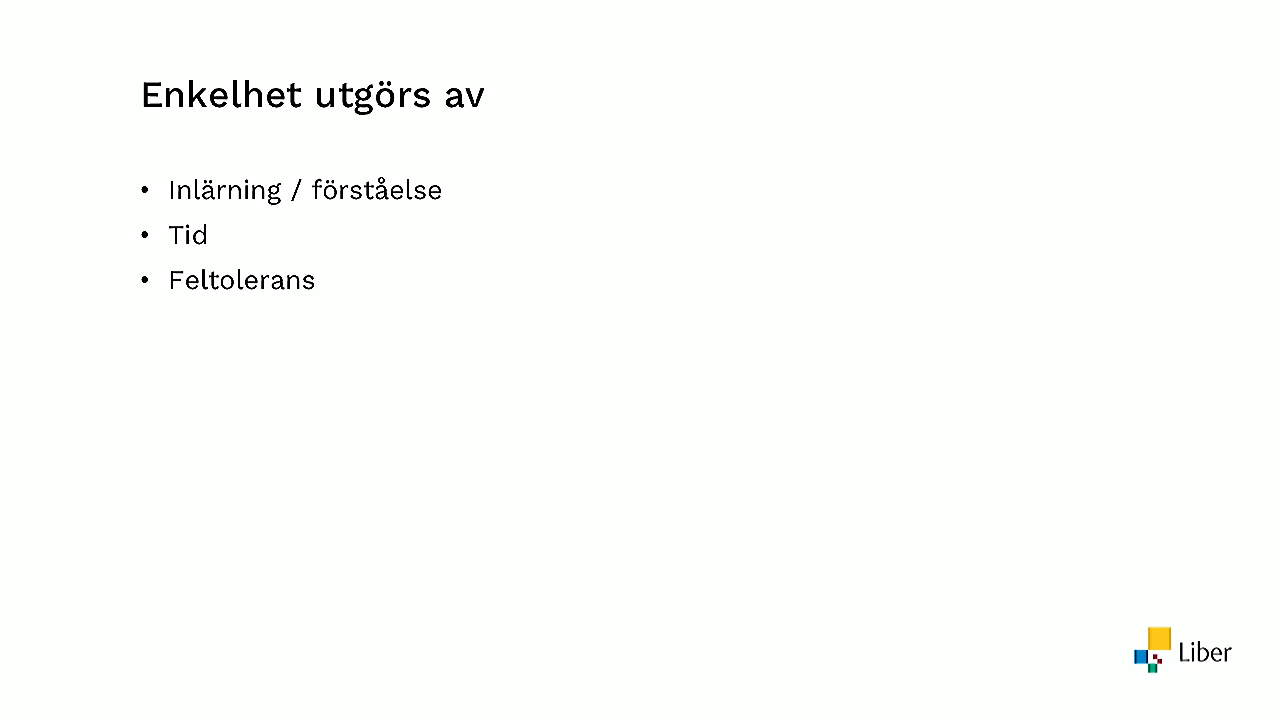 Enkelhet utgörs av
• Inlärning / förståelse
• Tid
• Feltolerans
Liber